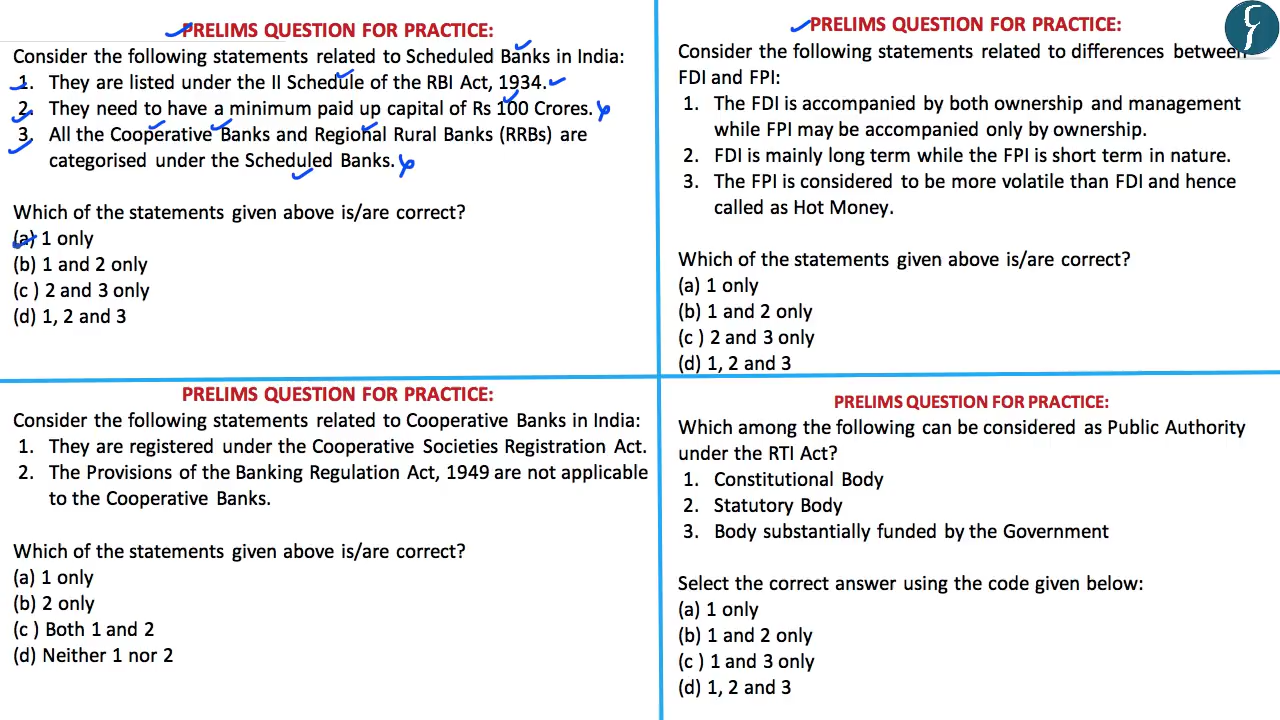 PRELIMS QUESTION FOR PRACTICE:
Consider the following statements related to Scheduled Banks in India:
1. They are listed under the II Schedule of the RBI Act, 1934.
2. They need to have a minimum paid up capital of Rs 100 Crores.
3. All the Cooperative Banks and Regional Rural Banks (RRBs) are
categorised under the Scheduled Banks.
Which of the statements given above is/are correct?
(a) 1 only
(b) 1 and 2 only
(c ) 2 and 3 only
(d) 1, 2 and 3
PRELIMS QUESTION FOR PRACTICE:
Consider the following statements related to differences between
FDI and FPI:
1. The FDI is accompanied by both ownership and management
while FPI may be accompanied only by ownership.
2. FDI is mainly long term while the FPI is short term in nature.
3. The FPI is considered to be more volatile than FDI and hence
called as Hot Money.
Which of the statements given above is/are correct?
(a) 1 only
(b) 1 and 2 only
(c ) 2 and 3 only
(d) 1, 2 and 3
PRELIMS QUESTION FOR PRACTICE:
Consider the following statements related to Cooperative Banks in India:
1. They are registered under the Cooperative Societies Registration Act.
2. The Provisions of the Banking Regulation Act, 1949 are not applicable
to the Cooperative Banks.
Which of the statements given above is/are correct?
(a) 1 only
(b) 2 only
(c ) Both 1 and 2
(d) Neither 1 nor 2
PRELIMS QUESTION FOR PRACTICE:
Which among the following can be considered as Public Authority
under the RTI Act?
1. Constitutional Body
2. Statutory Body
3. Body substantially funded by the Government
Select the correct answer using the code given below:
(a) 1 only
(b) 1 and 2 only
(c ) 1 and 3 only
(d) 1, 2 and 3